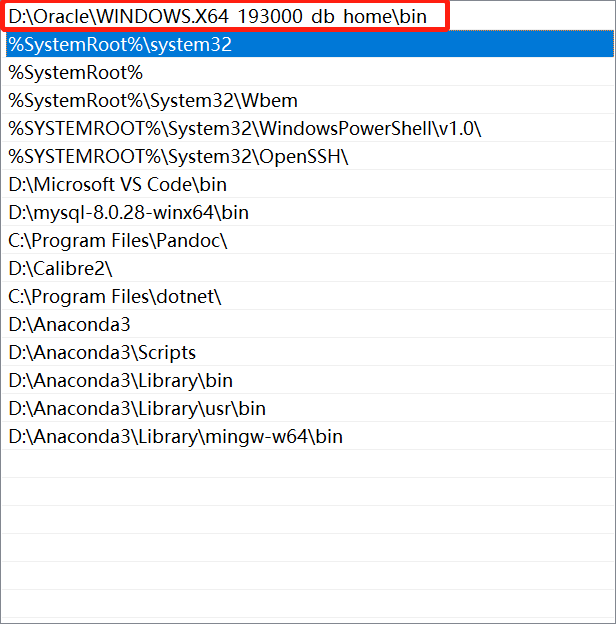 D:\Oracle\WINDOWS.X64_193000_db_home\bin
%SystemRoot%\system32
%SystemRoot%
%SystemRoot%\System32\Wbem
%SYSTEMROOT%\System32\WindowsPowerShell\v1.0\
%SYSTEMROOT%\System32\OpenSSH\
D:\Microsoft VS Code\bin
D:\mysql-8.0.28-winx64\bin
C:\Program Files\Pandoc\
D:\Calibre2\
C:\Program Files\dotnet\
D:\Anaconda3
D:\Anaconda3\Scripts
D:\Anaconda3\Library\bin
D:\Anaconda3\Library\usr\bin
D:\Anaconda3\Library\mingw-w64\bin